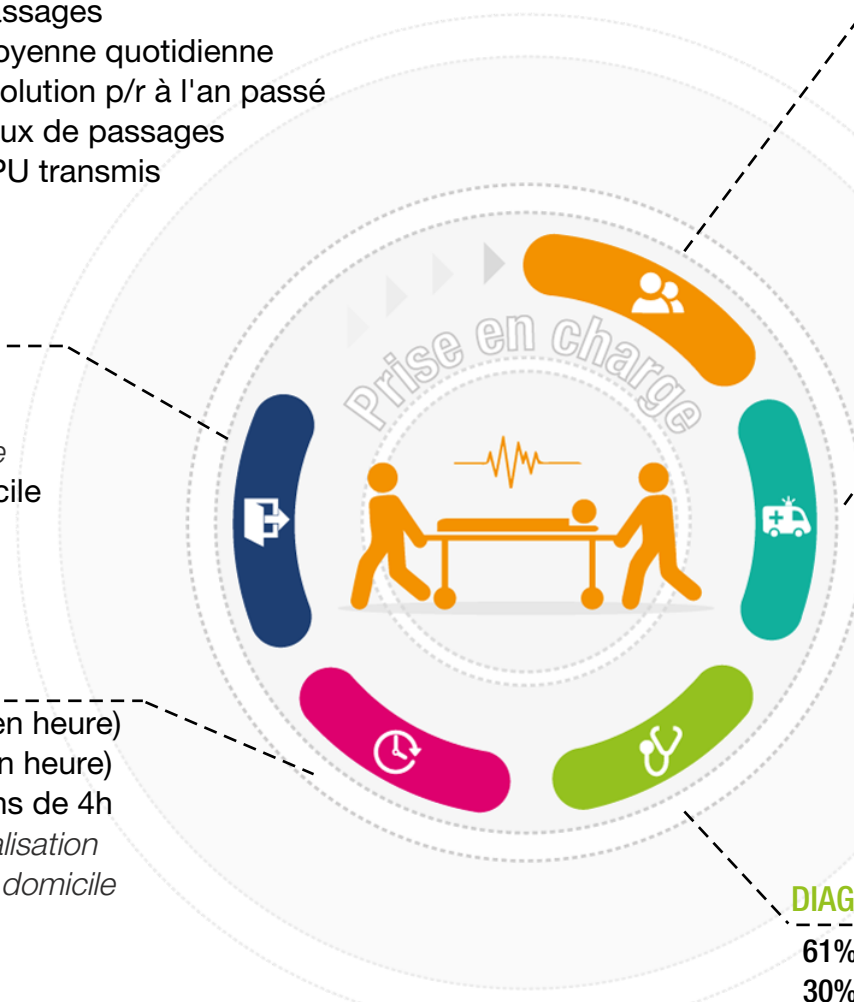 assages
oyenne quotidienne
olution p/r à l'an passé
ux de passages
PU transmis
Prise en charge
e
cile
en heure)
n heure)
ns de 4h
alisation
domicile
DIAG
61%
30%